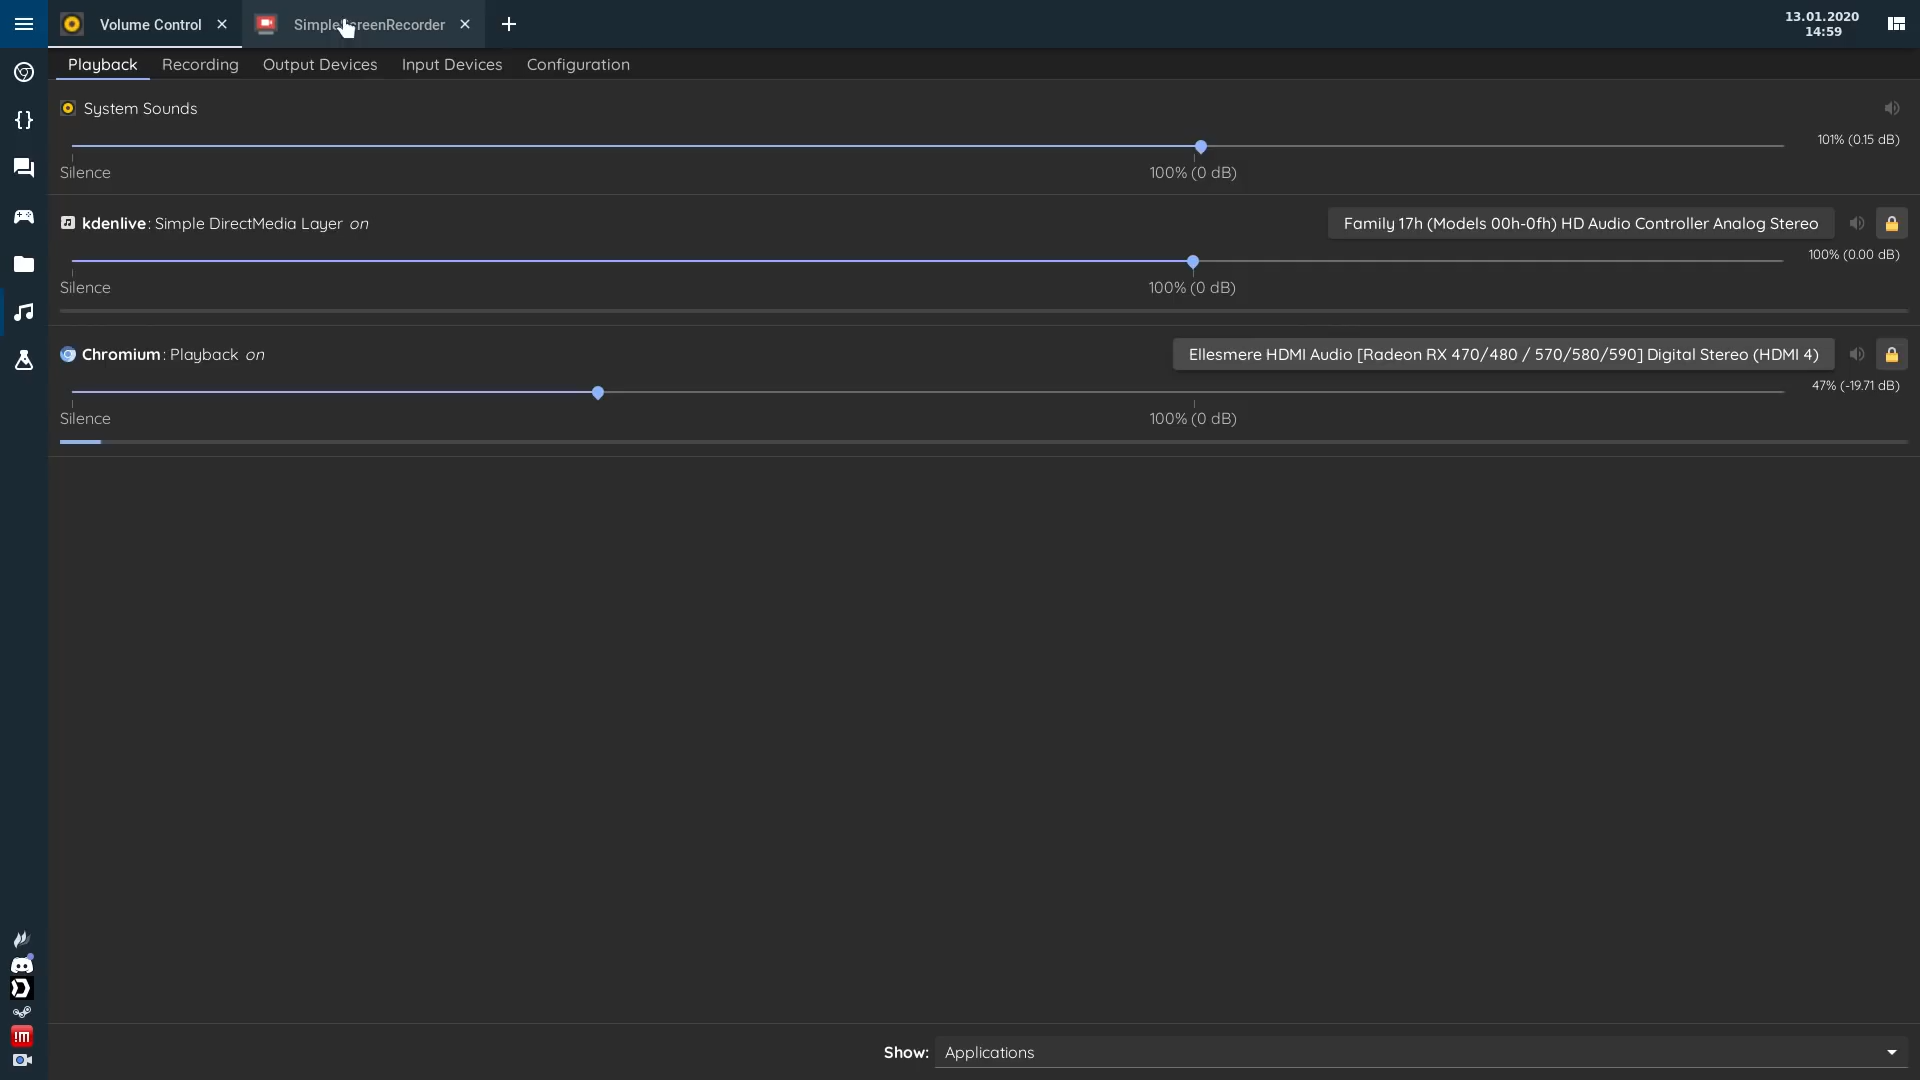 Volume Control
SimpleScreenRecorder
13.01.2020
14:59
Playback Recording Output Devices Input Devices Configuration
System Sounds
101% (0.15 dB)
Silence 100% (0 dB)
kdenlive: Simple DirectMedia Layer on Family 17h (Models 00h-0fh) HD Audio Controller Analog Stereo
100% (0.00 dB)
Silence 100% (0 dB)
Chromium: Playback on Ellesmere HDMI Audio [Radeon RX 470/480 / 570/580/590] Digital Stereo (HDMI 4)
47% (-19.71 dB)
Silence 100% (0 dB)
!m
Show: Applications